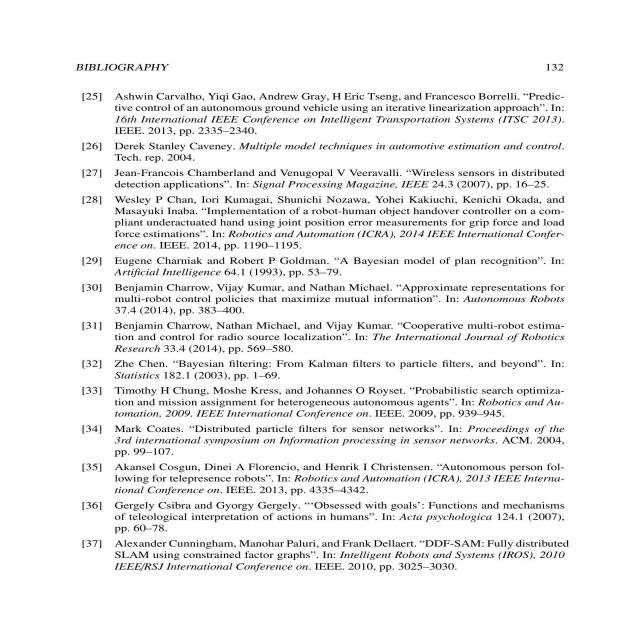 BIBLIOGRAPHY 132
[25] Ashwin Carvalho, Yiqi Gao, Andrew Gray, H Eric Tseng, and Francesco Borrelli. “Predic-
tive control of an autonomous ground vehicle using an iterative linearization approach”. In:
16th International IEEE Conference on Intelligent Transportation Systems (ITSC 2013).
IEEE. 2013, pp. 2335–2340.
[26] Derek Stanley Caveney. Multiple model techniques in automotive estimation and control.
Tech. rep. 2004.
[27] Jean-Francois Chamberland and Venugopal V Veeravalli. “Wireless sensors in distributed
detection applications”. In: Signal Processing Magazine, IEEE 24.3 (2007), pp. 16–25.
[28] Wesley P Chan, Iori Kumagai, Shunichi Nozawa, Yohei Kakiuchi, Kenichi Okada, and
Masayuki Inaba. “Implementation of a robot-human object handover controller on a com-
pliant underactuated hand using joint position error measurements for grip force and load
force estimations”. In: Robotics and Automation (ICRA), 2014 IEEE International Confer-
ence on. IEEE. 2014, pp. 1190–1195.
[29] Eugene Charniak and Robert P Goldman. “A Bayesian model of plan recognition”. In:
Artificial Intelligence 64.1 (1993), pp. 53–79.
[30] Benjamin Charrow, Vijay Kumar, and Nathan Michael. “Approximate representations for
multi-robot control policies that maximize mutual information”. In: Autonomous Robots
37.4 (2014), pp. 383–400.
[31] Benjamin Charrow, Nathan Michael, and Vijay Kumar. “Cooperative multi-robot estima-
tion and control for radio source localization”. In: The International Journal of Robotics
Research 33.4 (2014), pp. 569–580.
[32] Zhe Chen. “Bayesian filtering: From Kalman filters to particle filters, and beyond”. In:
Statistics 182.1 (2003), pp. 1–69.
[33] Timothy H Chung, Moshe Kress, and Johannes O Royset. “Probabilistic search optimiza-
tion and mission assignment for heterogeneous autonomous agents”. In: Robotics and Au-
tomation, 2009. IEEE International Conference on. IEEE. 2009, pp. 939–945.
[34] Mark Coates. “Distributed particle filters for sensor networks”. In: Proceedings of the
3rd international symposium on Information processing in sensor networks. ACM. 2004,
pp. 99–107.
[35] Akansel Cosgun, Dinei A Florencio, and Henrik I Christensen. “Autonomous person fol-
lowing for telepresence robots”. In: Robotics and Automation (ICRA), 2013 IEEE Interna-
tional Conference on. IEEE. 2013, pp. 4335–4342.
[36] Gergely Csibra and Gyorgy Gergely. “‘Obsessed with goals’: Functions and mechanisms
of teleological interpretation of actions in humans”. In: Acta psychologica 124.1 (2007),
pp. 60–78.
[37] Alexander Cunningham, Manohar Paluri, and Frank Dellaert. “DDF-SAM: Fully distributed
SLAM using constrained factor graphs”. In: Intelligent Robots and Systems (IROS), 2010
IEEE/RSJ International Conference on. IEEE. 2010, pp. 3025–3030.